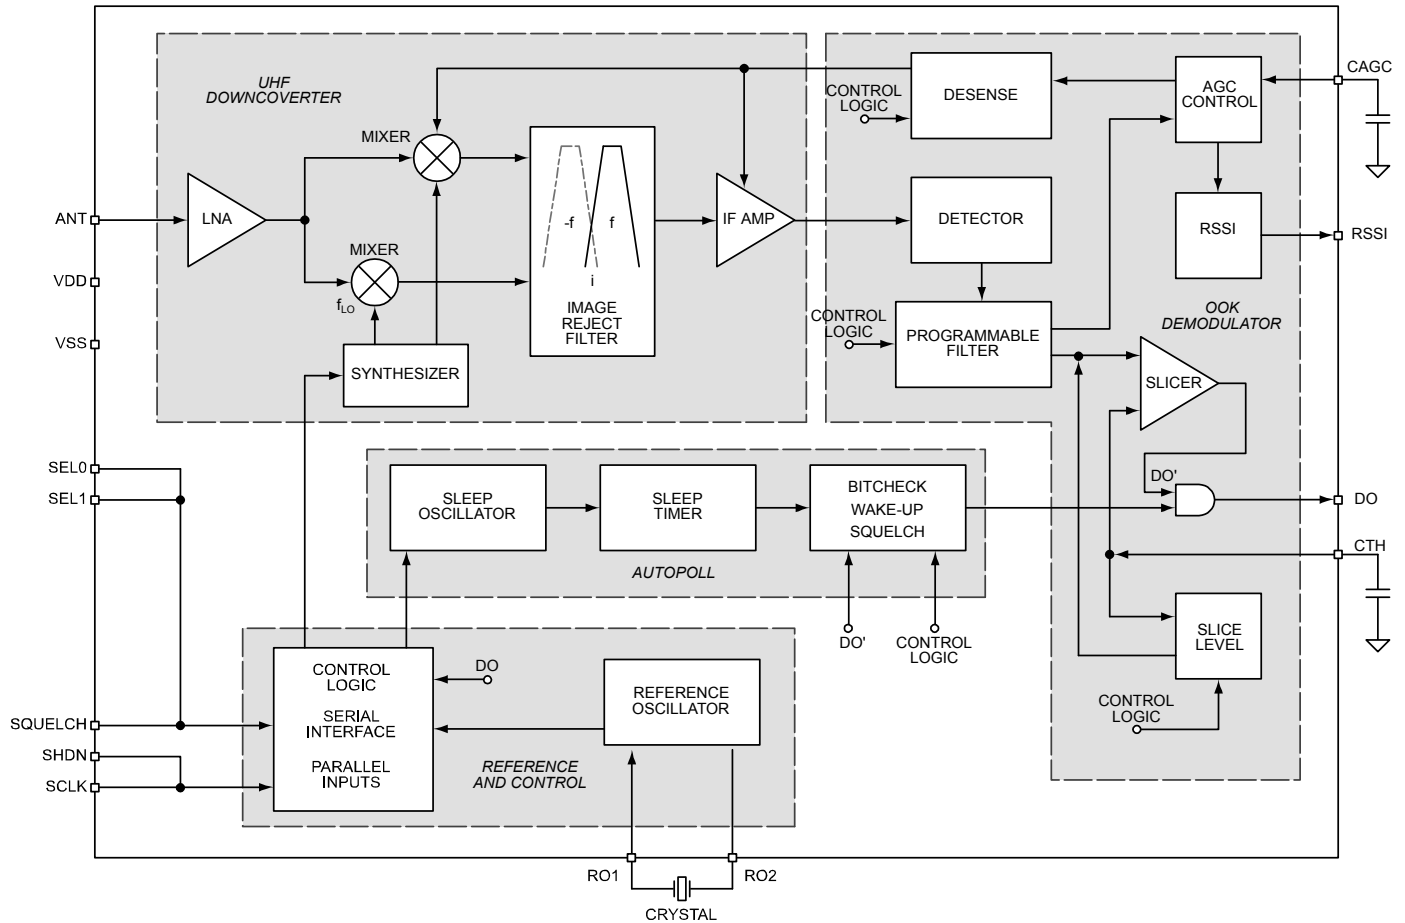 UHF
DOWNCOVERTER
MIXER
LNA
MIXER
fLO
SYNTHESIZER
-f
f
i
IMAGE
REJECT
FILTER
IF AMP
CONTROL
LOGIC
DESENSE
AGC
CONTROL
DETECTOR
RSSI
CONTROL
LOGIC
PROGRAMMABLE
FILTER
OOK
DEMODULATOR
SLICER
DO'
SLICE
LEVEL
CONTROL
LOGIC
ANT
VDD
VSS
SEL0
SEL1
SQUELCH
SHDN
SCLK
CAGC
RSSI
DO
CTH
SLEEP
OSCILLATOR
SLEEP
TIMER
BITCHECK
WAKE-UP
SQUELCH
AUTOPOLL
DO'
CONTROL
LOGIC
CONTROL
LOGIC
SERIAL
INTERFACE
PARALLEL
INPUTS
DO
REFERENCE
OSCILLATOR
REFERENCE
AND CONTROL
RO1
RO2
CRYSTAL